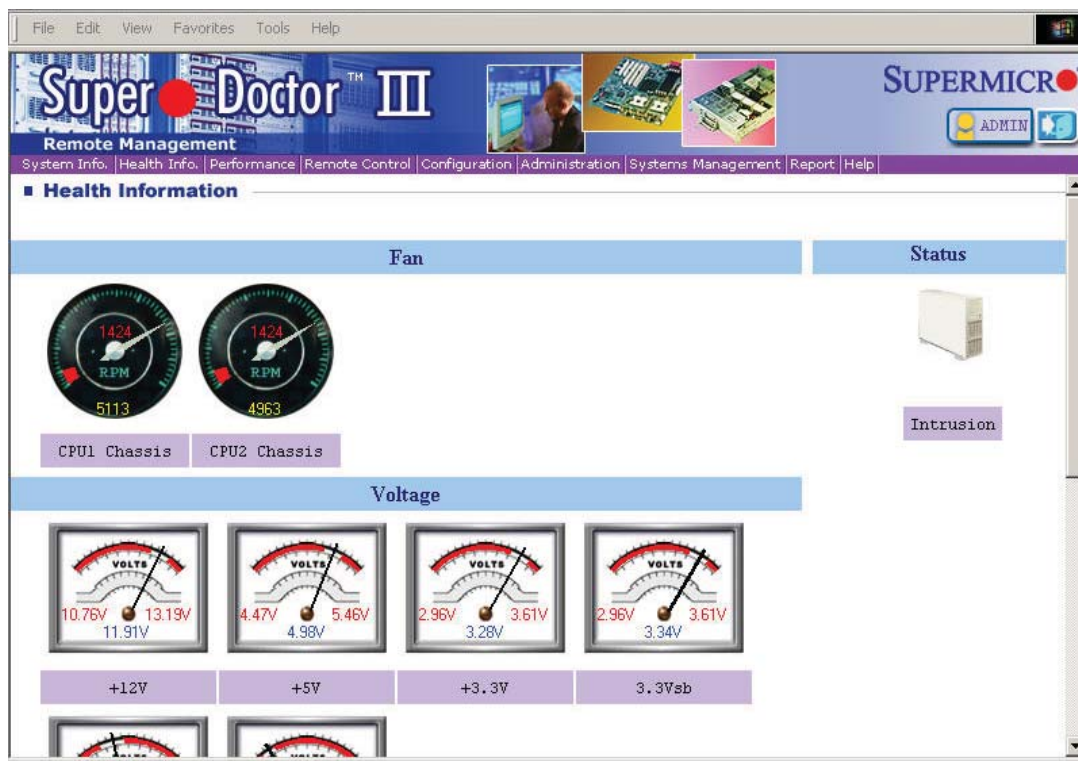 File Edit View Favorites Tools Help
Super Doctor™ III
SUPERMICR
ADMIN
Remote Management
System Info. Health Info. Performance Remote Control Configuration Administration Systems Management Report Help
Health Information
Fan
Status
1424
RPM
5113
1424
RPM
4963
CPU1 Chassis
CPU2 Chassis
Intrusion
Voltage
VOLTS
10.76V 13.19V
11.91V
VOLTS
4.47V 5.46V
4.98V
VOLTS
2.96V 3.61V
3.28V
VOLTS
2.96V 3.61V
3.34V
+12V
+5V
+3.3V
3.3Vsb